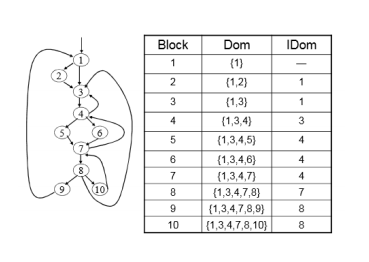 1
2
3
4
5 6
7
8
9 10
Block Dom IDom
1 {1} —
2 {1,2} 1
3 {1,3} 1
4 {1,3,4} 3
5 {1,3,4,5} 4
6 {1,3,4,6} 4
7 {1,3,4,7} 4
8 {1,3,4,7,8} 7
9 {1,3,4,7,8,9} 8
10 {1,3,4,7,8,10} 8